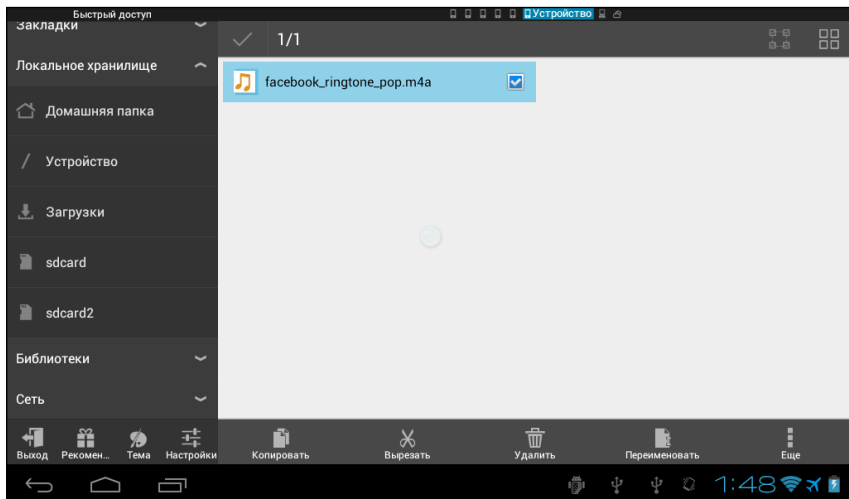 Быстрый доступ
Устройство
Закладки
1/1
Локальное хранилище
facebook_ringtone_pop.m4a
Домашняя папка
Устройство
Загрузки
sdcard
sdcard2
Библиотеки
Сеть
Выход
Рекомен...
Тема
Настройки
Копировать
Вырезать
Удалить
Переименовать
Еще
1:48